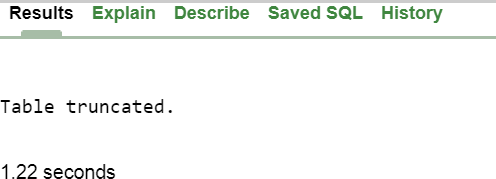 Results Explain Describe Saved SQL History
Table truncated.
1.22 seconds